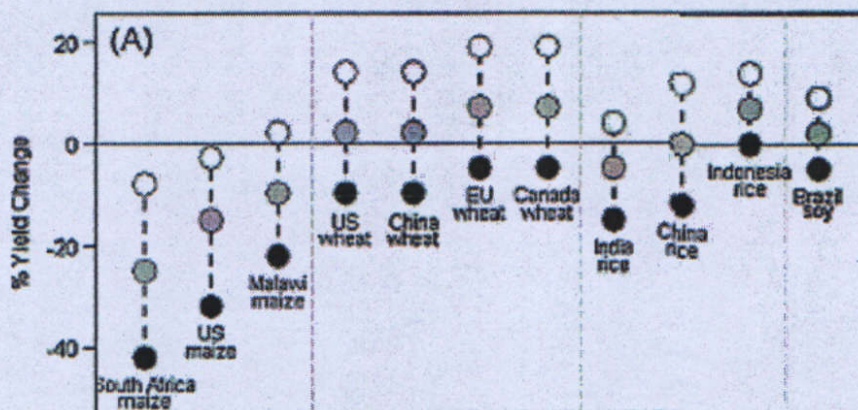 (A)
% Yield Change
20
0
-20
-40
South Africa
maize
US
maize
Malawi
maize
US
wheat
China
wheat
EU
wheat
Canada
wheat
India
rice
China
rice
Indonesia
rice
Brazil
soy